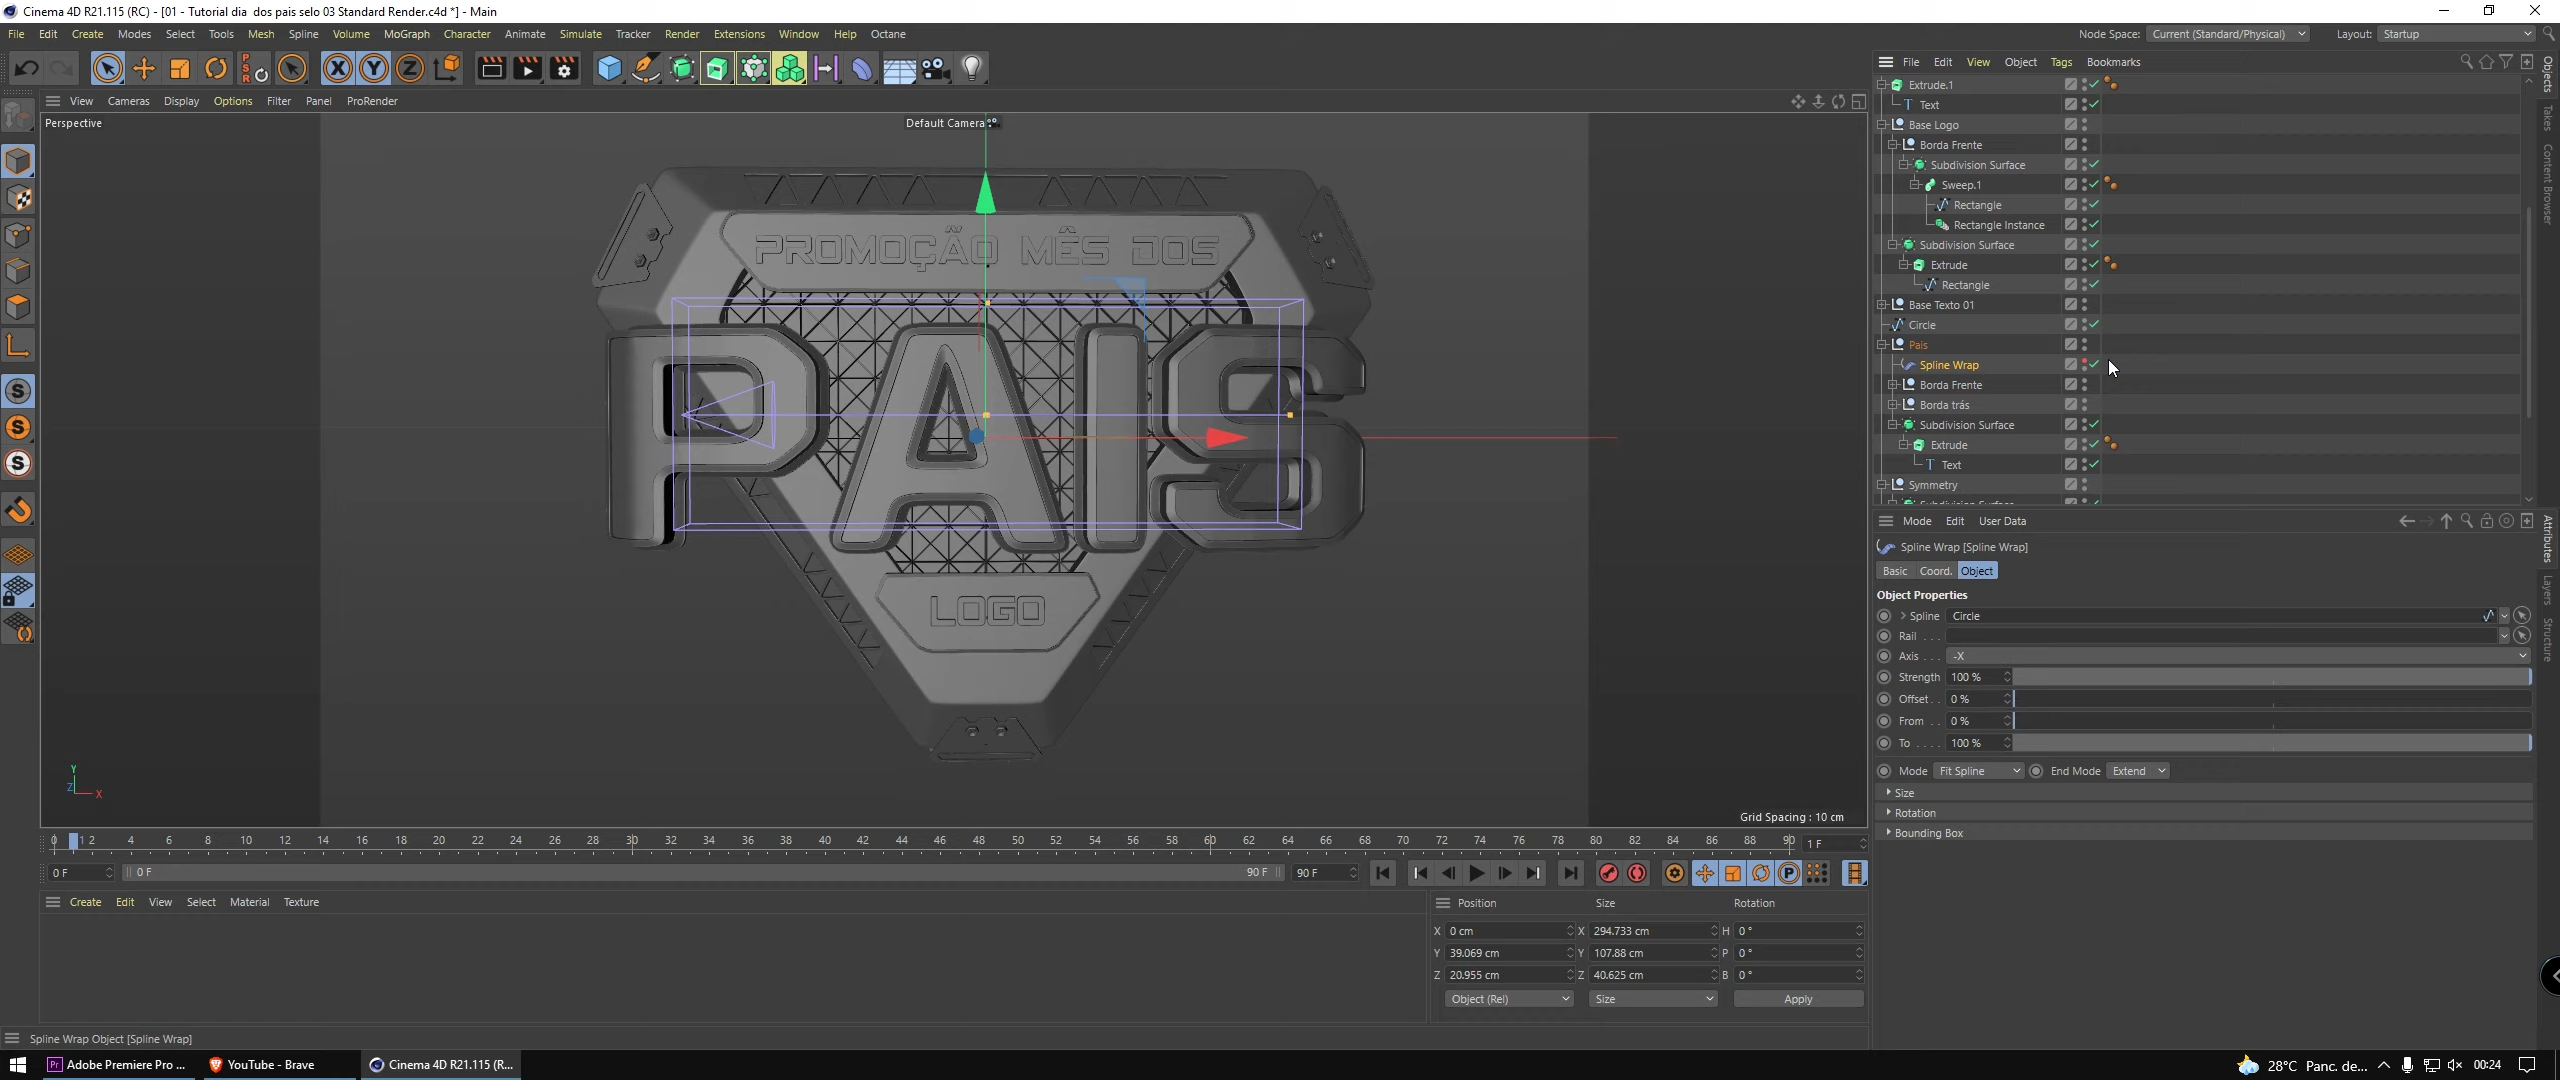 Cinema 4D R21.115 (RC) - [01 - Tutorial dia  dos pais selo 03 Standard Render.c4d *] - Main
File Edit Create Modes Select Tools Mesh Spline Volume MoGraph Character Animate Simulate Tracker Render Extensions Window Help Octane
Node Space: Current (Standard/Physical) Layout: Startup
PSR
X Y Z
File Edit View Object Tags Bookmarks
View Cameras Display Options Filter Panel ProRender
Perspective
Default Camera
PROMOÇÃO MÊS DOS
PAIS
LOGO
Y
Z
X
Grid Spacing : 10 cm
Extrude.1
Text
Base Logo
Borda Frente
Subdivision Surface
Sweep.1
Rectangle
Rectangle Instance
Subdivision Surface
Extrude
Rectangle
Base Texto 01
Circle
Pais
Spline Wrap
Borda Frente
Borda trás
Subdivision Surface
Extrude
Text
Symmetry
Objects
Takes
Content Browser
Attributes
Layers
Structure
Mode Edit User Data
Spline Wrap [Spline Wrap]
Basic Coord. Object
Object Properties
Spline Circle
Rail . . .
Axis . . . -X
Strength 100 %
Offset . . 0 %
From . . 0 %
To . . . . 100 %
Mode Fit Spline End Mode Extend
Size
Rotation
Bounding Box
0 1 2 4 6 8 10 12 14 16 18 20 22 24 26 28 30 32 34 36 38 40 42 44 46 48 50 52 54 56 58 60 62 64 66 68 70 72 74 76 78 80 82 84 86 88 90 1 F
0 F 0 F 90 F 90 F
Create Edit View Select Material Texture
Position Size Rotation
X 0 cm X 294.733 cm H 0 °
Y 39.069 cm Y 107.88 cm P 0 °
Z 20.955 cm Z 40.625 cm B 0 °
Object (Rel) Size Apply
Spline Wrap Object [Spline Wrap]
Adobe Premiere Pro ... YouTube - Brave Cinema 4D R21.115 (R... 28°C Panc. de... 00:24